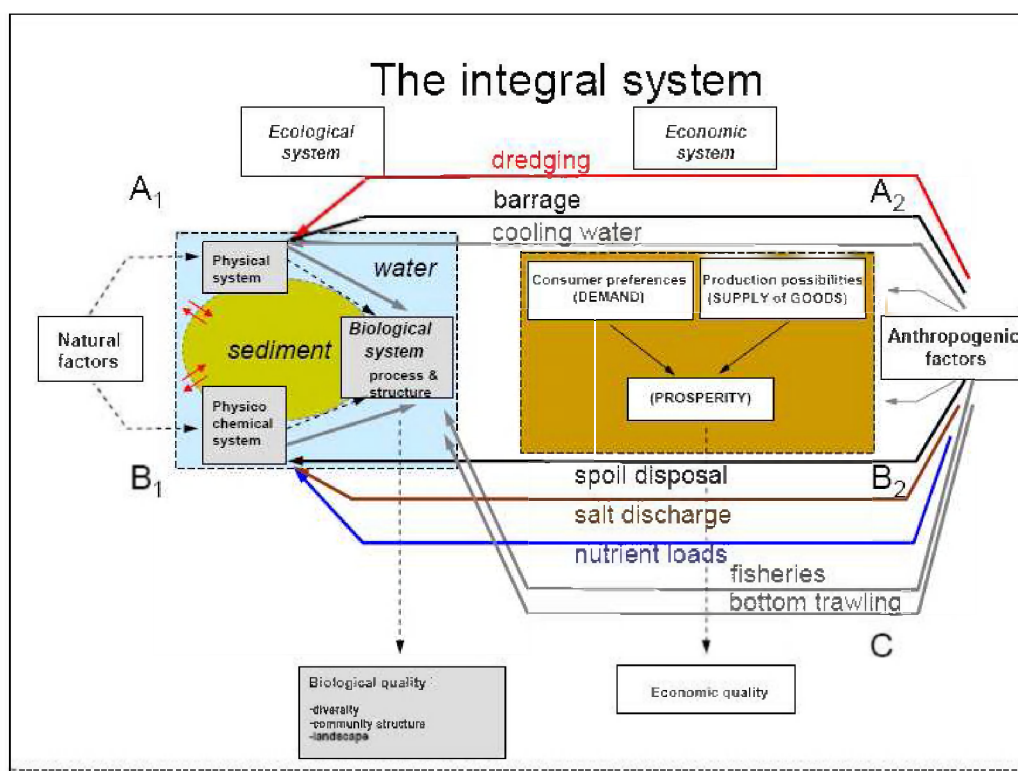 The integral system
Ecological
system
Economic
system
dredging
A1
A2
barrage
cooling water
Physical
system
water
Consumer preferences
(DEMAND)
Production possibilities
(SUPPLY of GOODS)
Natural
factors
sediment
Biological
system
process &
structure
Anthropogenic
factors
(PROSPERITY)
Physico
chemical
system
B1
B2
spoil disposal
salt discharge
nutrient loads
fisheries
bottom trawling
C
Biological quality
-diversity
-community structure
-landscape
Economic quality